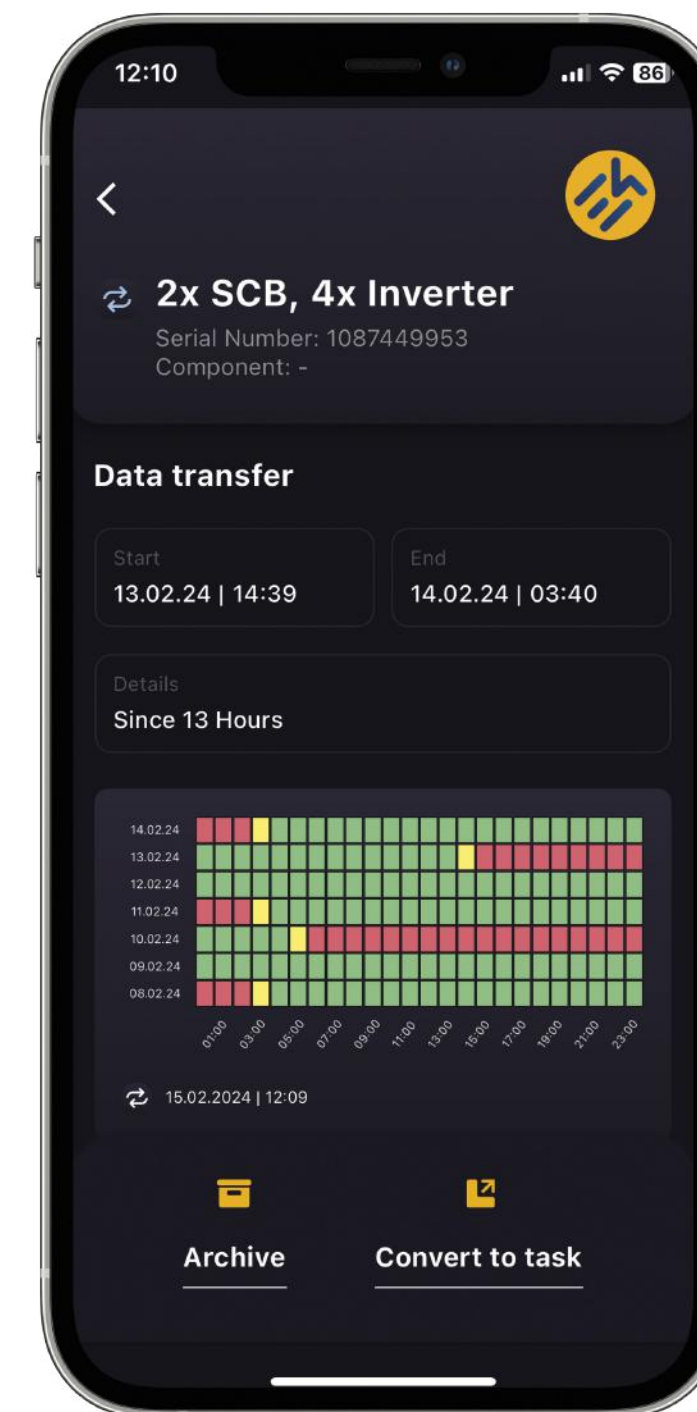 12:10
86
2x SCB, 4x Inverter
Serial Number: 1087449953
Component: -
Data transfer
Start
13.02.24 | 14:39
End
14.02.24 | 03:40
Details
Since 13 Hours
14.02.24
13.02.24
12.02.24
11.02.24
10.02.24
09.02.24
08.02.24
01:00 03:00 05:00 07:00 09:00 11:00 13:00 15:00 17:00 19:00 21:00 23:00
15.02.2024 | 12:09
Archive
Convert to task